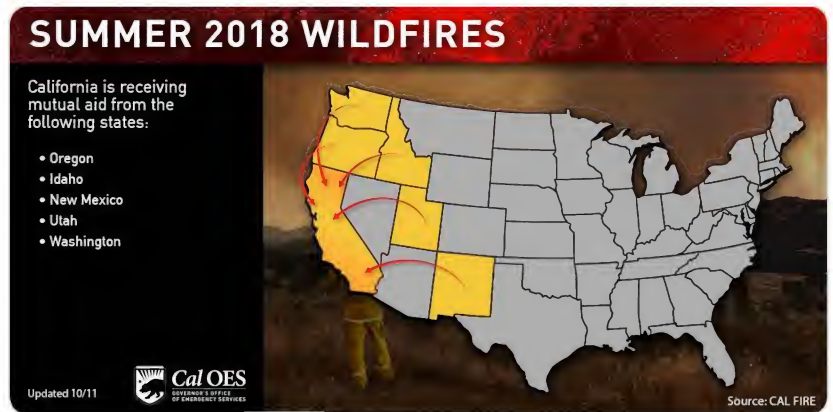 SUMMER 2018 WILDFIRES
California is receiving
mutual aid from the
following states:
• Oregon
• Idaho
• New Mexico
• Utah
• Washington
Updated 10/11
Cal OES
GOVERNOR'S OFFICE
OF EMERGENCY SERVICES
Source: CAL FIRE